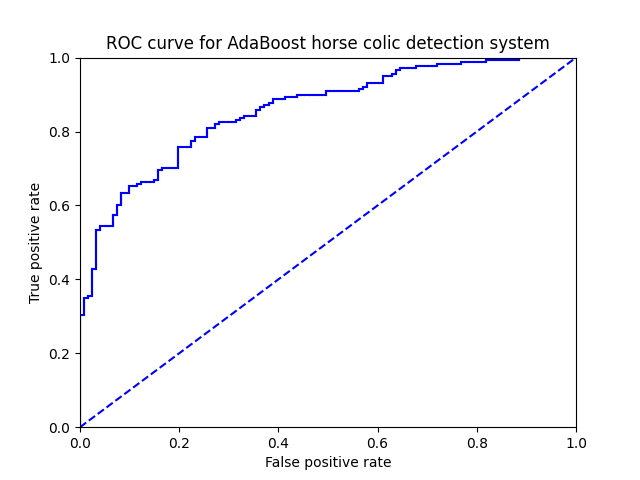 ROC curve for AdaBoost horse colic detection system
1.0
0.8
0.6
0.4
0.2
0.0
True positive rate
0.0 0.2 0.4 0.6 0.8 1.0
False positive rate